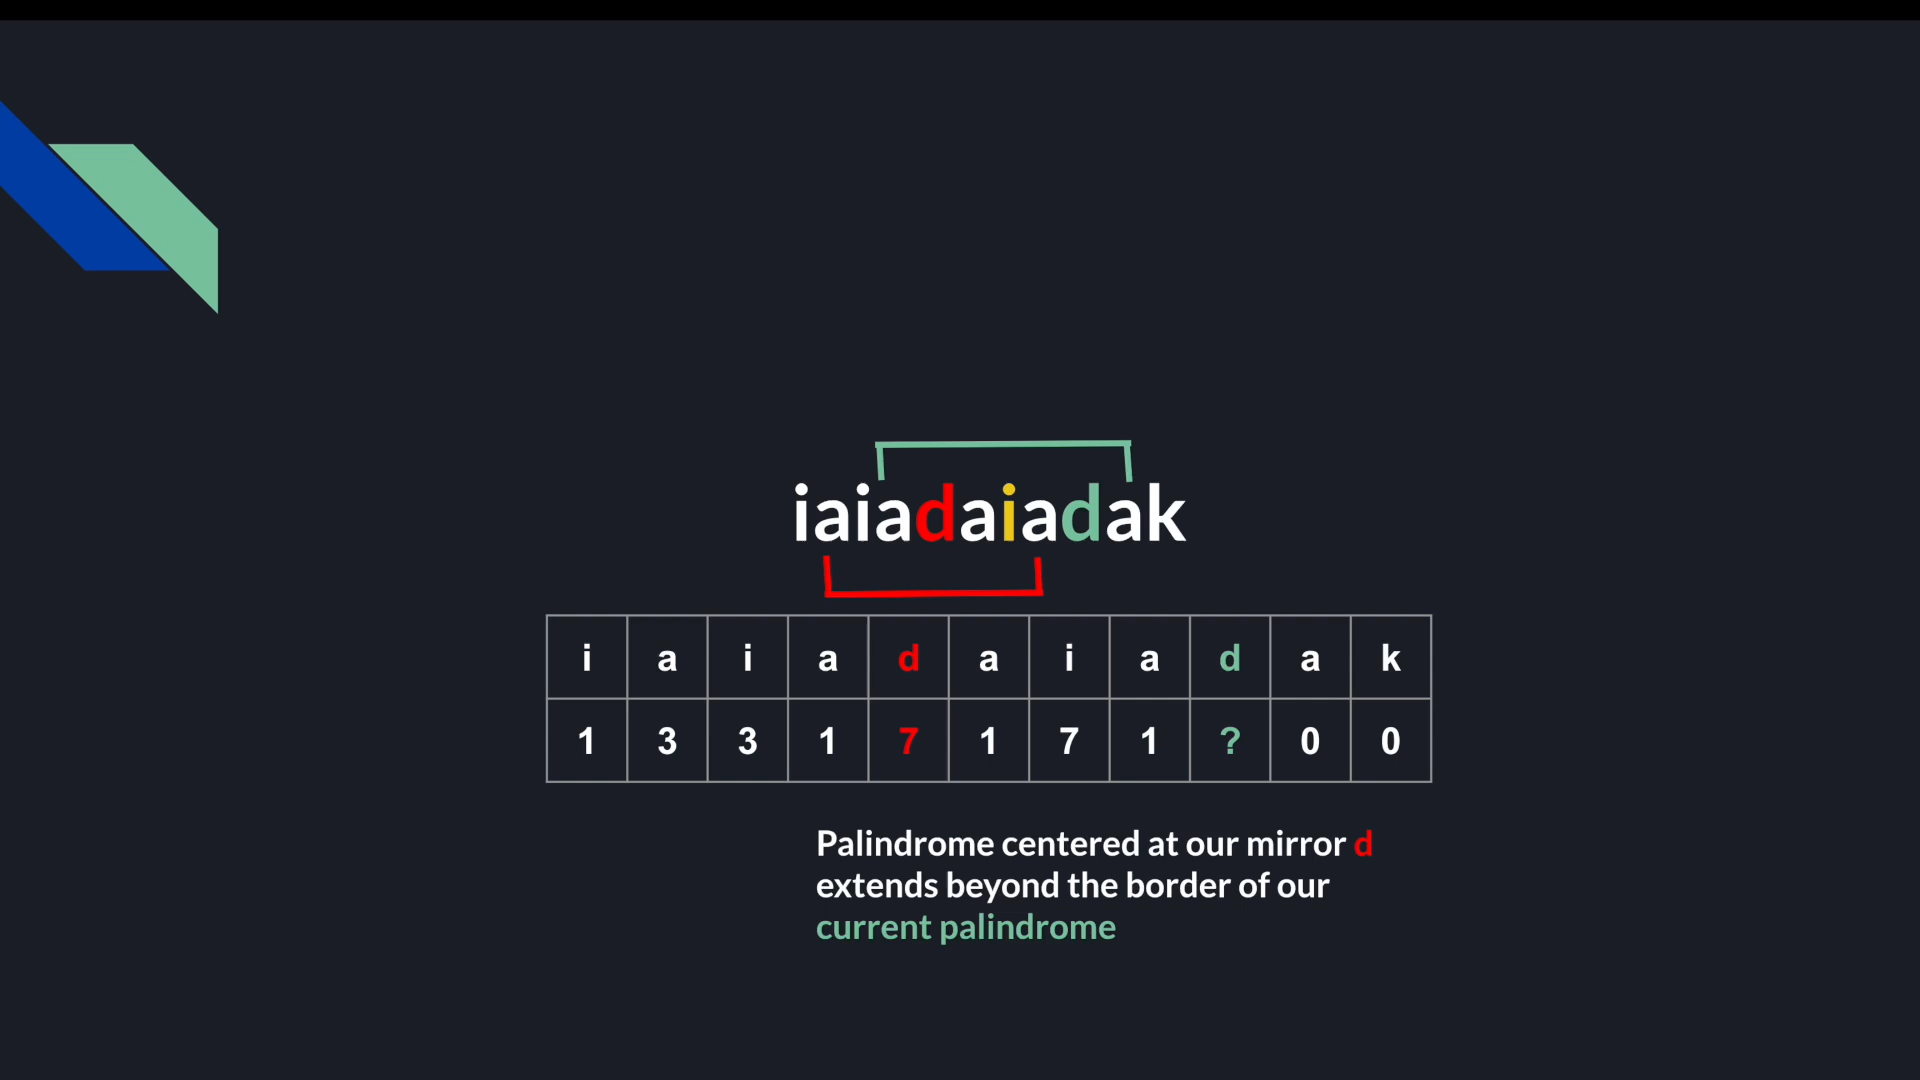 iaiadaiadak
i a i a d a i a d a k
1 3 3 1 7 1 7 1 ? 0 0
Palindrome centered at our mirror d
extends beyond the border of our
current palindrome